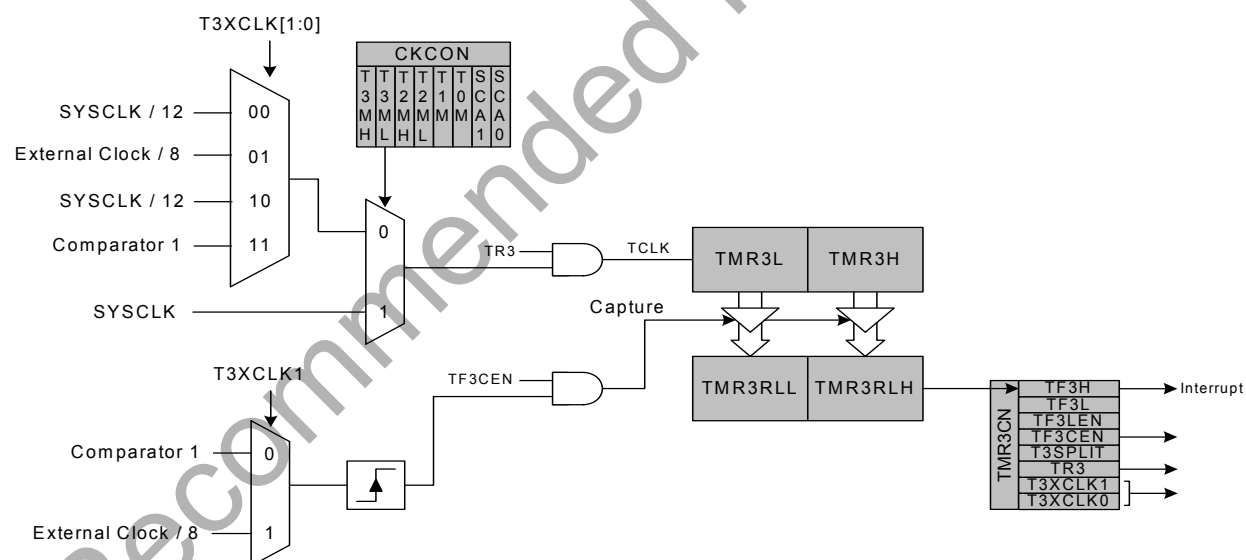 T3XCLK[1:0]
CKCON
T3MH T3ML T2MH T2ML T1M T0M SCA1 SCA0
SYSCLK / 12
00
External Clock / 8
01
SYSCLK / 12
10
Comparator 1
11
0
SYSCLK
1
TR3
TCLK
TMR3L
TMR3H
Capture
T3XCLK1
TF3CEN
TMR3RLL
TMR3RLH
Comparator 1
0
External Clock / 8
1
TMR3CN
TF3H
Interrupt
TF3L
TF3LEN
TF3CEN
T3SPLIT
TR3
T3XCLK1
T3XCLK0
Recommended